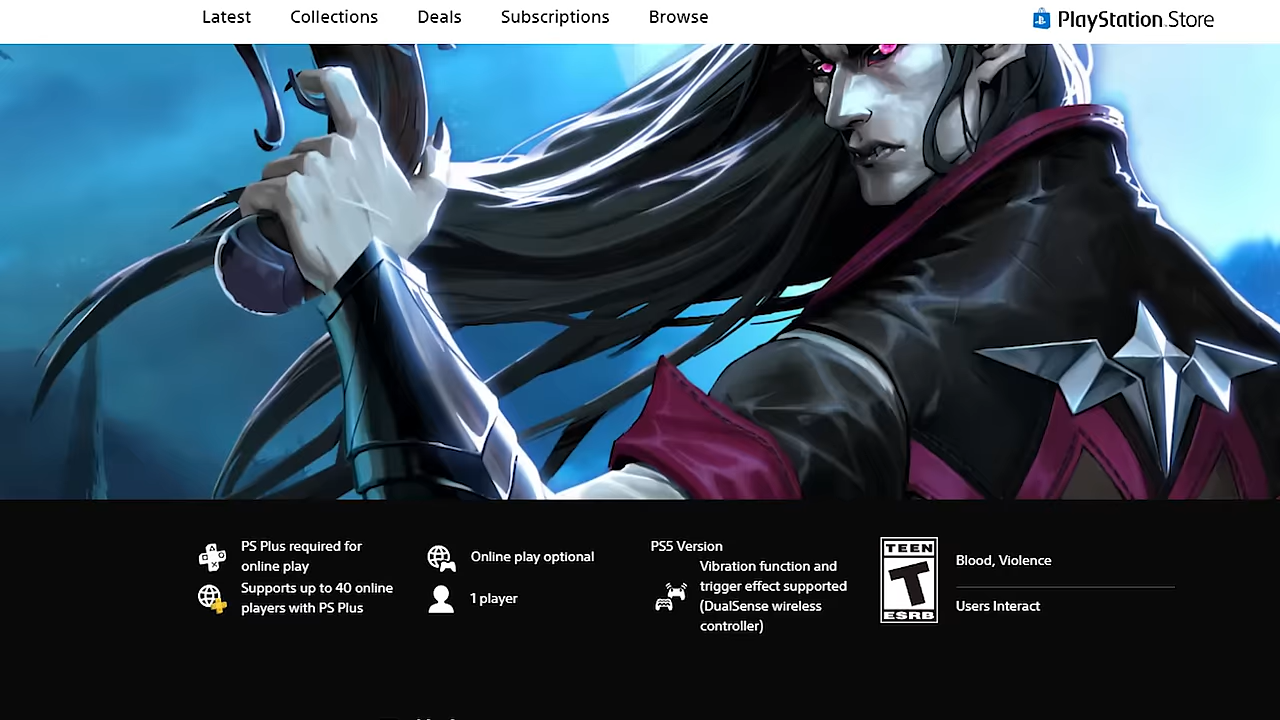 Latest Collections Deals Subscriptions Browse PlayStation.Store
PS Plus required for
online play
Supports up to 40 online
players with PS Plus
Online play optional
1 player
PS5 Version
Vibration function and
trigger effect supported
(DualSense wireless
controller)
TEEN
T
ESRB
Blood, Violence
Users Interact